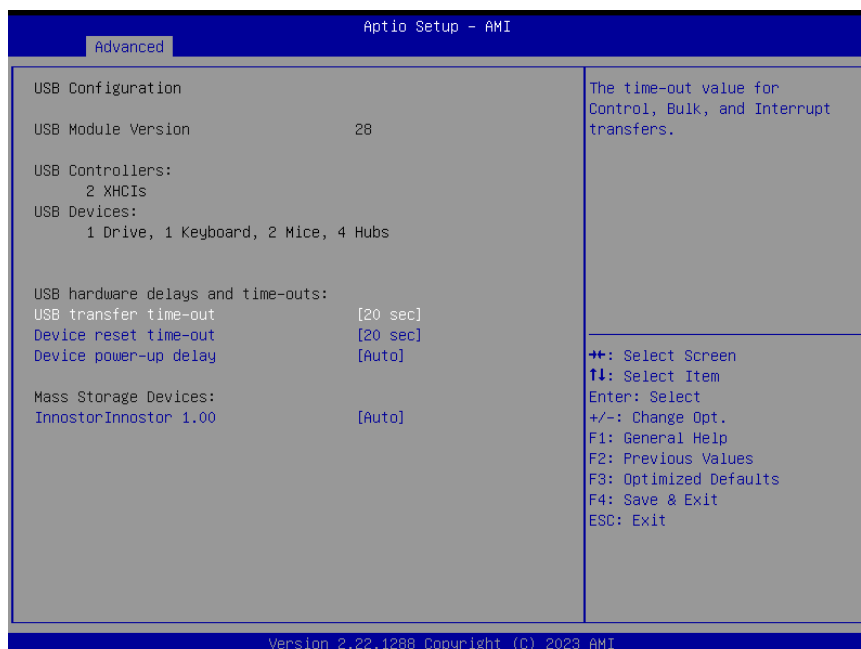 Aptio Setup - AMI
Advanced
USB Configuration
USB Module Version 28
USB Controllers:
2 XHCIs
USB Devices:
1 Drive, 1 Keyboard, 2 Mice, 4 Hubs
USB hardware delays and time-outs:
USB transfer time-out [20 sec]
Device reset time-out [20 sec]
Device power-up delay [Auto]
Mass Storage Devices:
InnostorInnostor 1.00 [Auto]
The time-out value for
Control, Bulk, and Interrupt
transfers.
→←: Select Screen
↑↓: Select Item
Enter: Select
+/-: Change Opt.
F1: General Help
F2: Previous Values
F3: Optimized Defaults
F4: Save & Exit
ESC: Exit
Version 2.22.1288 Copyright (C) 2023 AMI